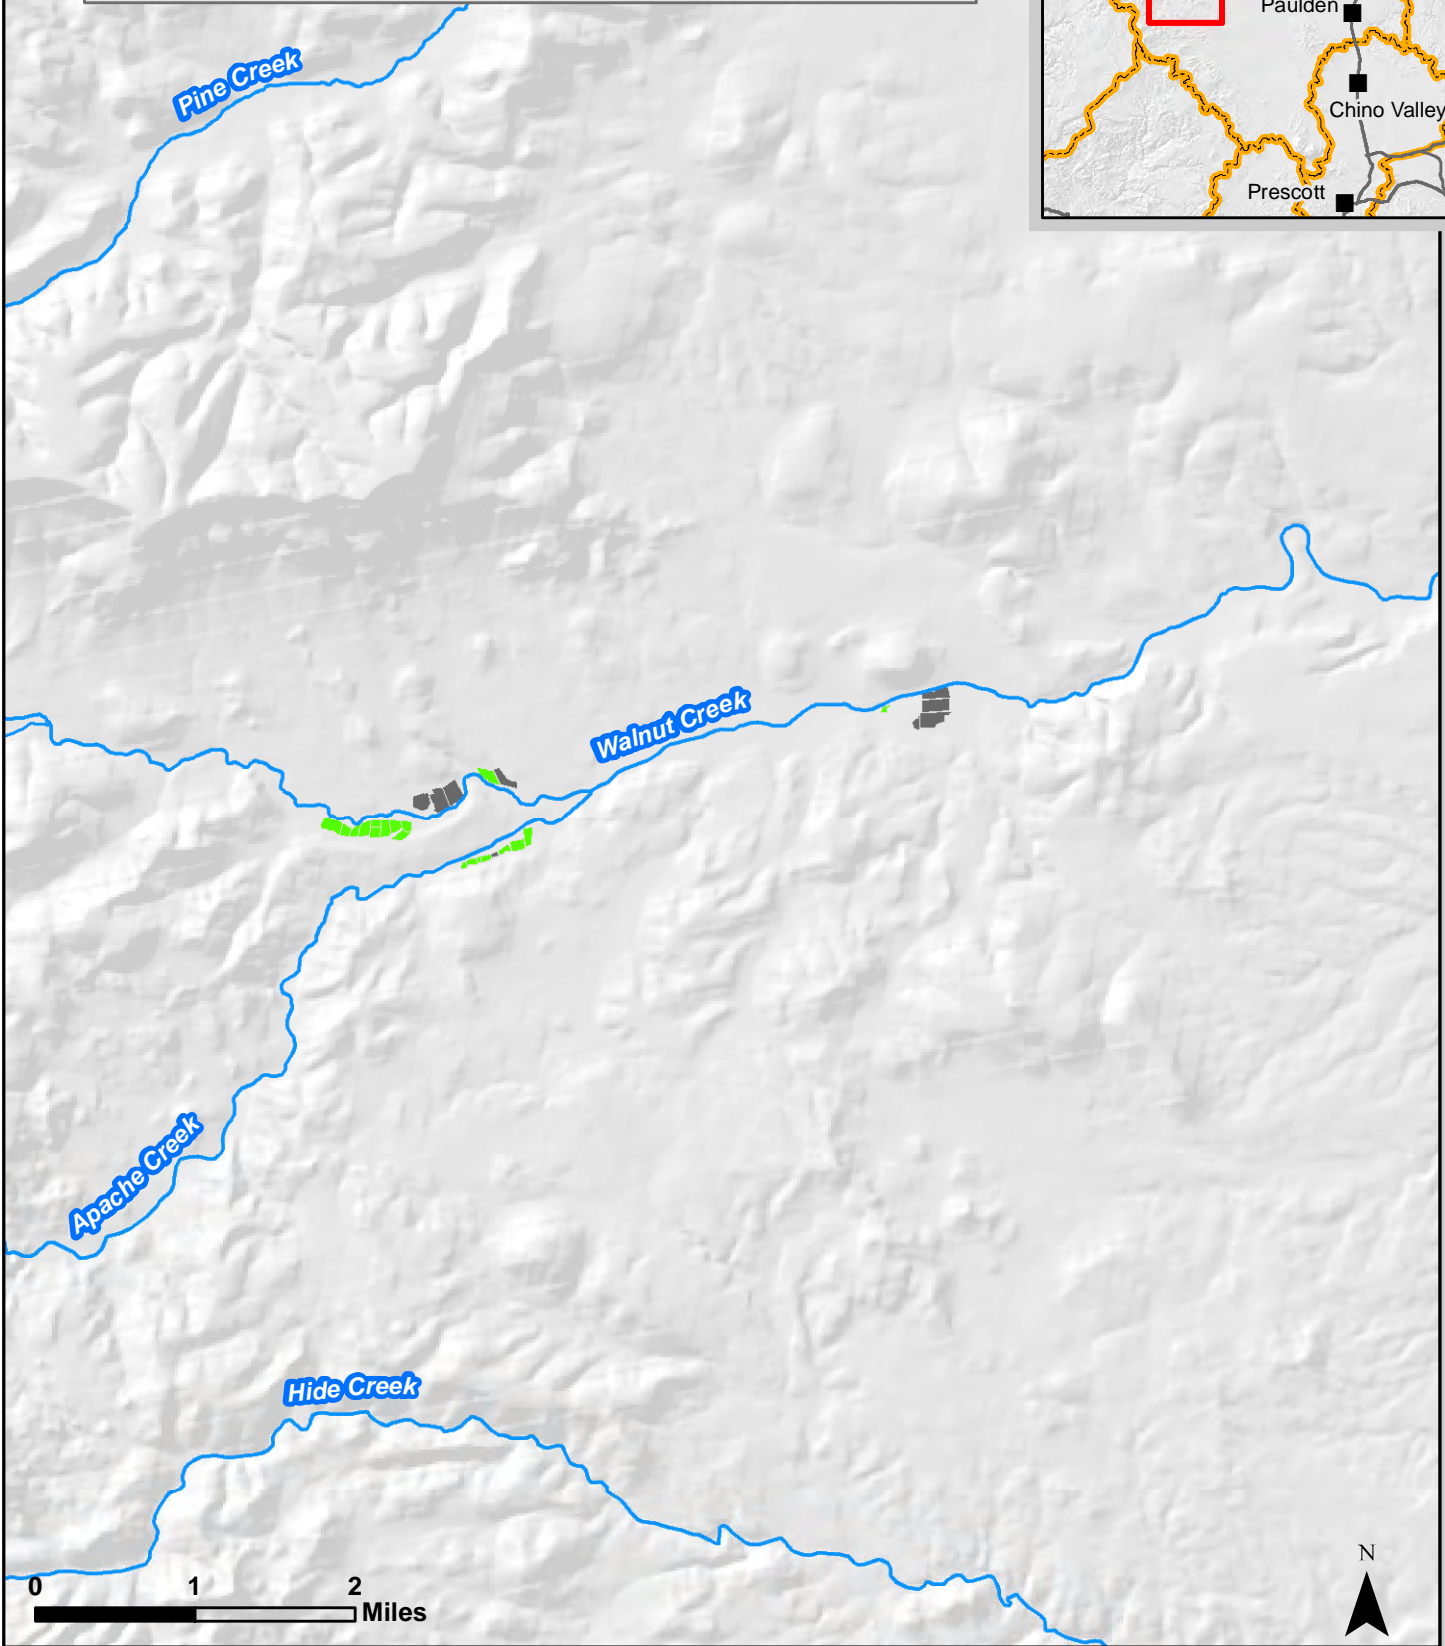 Paulden
Pine Creek
Chino Valley
Prescott
Walnut Creek
Apache Creek
Hide Creek
N
0 1 2
Miles